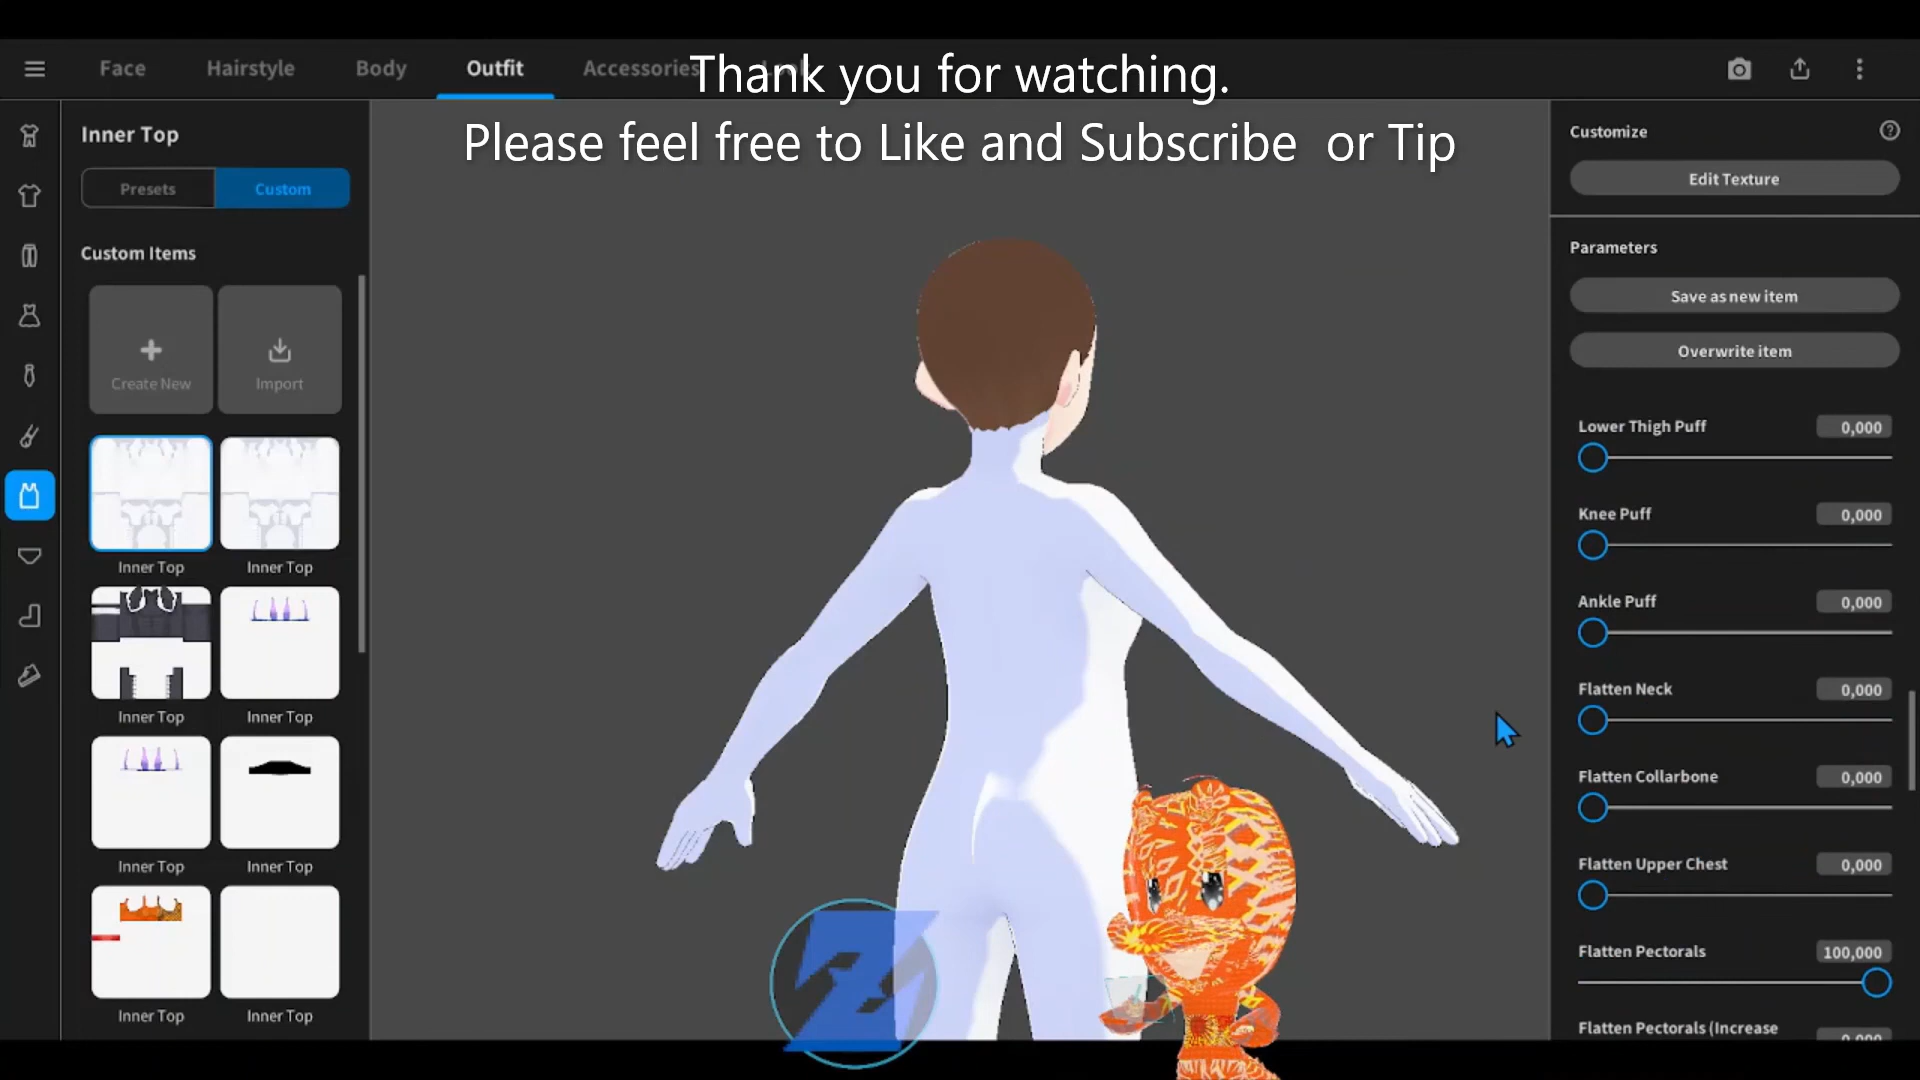 Face Hairstyle Body Outfit Accessories
Thank you for watching.
Please feel free to Like and Subscribe or Tip
Inner Top
Presets Custom
Custom Items
Create New Import
Inner Top Inner Top
Inner Top Inner Top
Inner Top Inner Top
Inner Top Inner Top
Customize
Edit Texture
Parameters
Save as new item
Overwrite item
Lower Thigh Puff 0,000
Knee Puff 0,000
Ankle Puff 0,000
Flatten Neck 0,000
Flatten Collarbone 0,000
Flatten Upper Chest 0,000
Flatten Pectorals 100,000
Flatten Pectorals (Increase 0,000